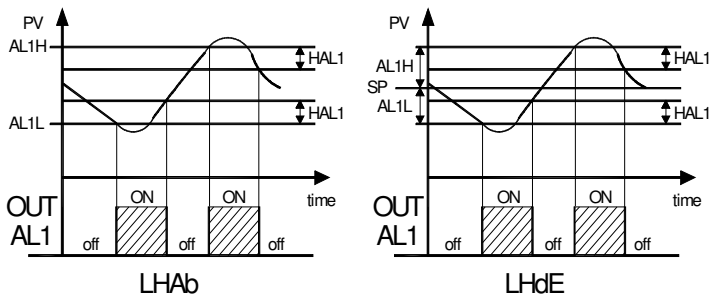 PV
AL1H
HAL1
HAL1
AL1L
time
OUT
AL1
off
ON
off
ON
off
LHAb
PV
AL1H
HAL1
SP
AL1L
HAL1
time
OUT
AL1
off
ON
off
ON
off
LHdE